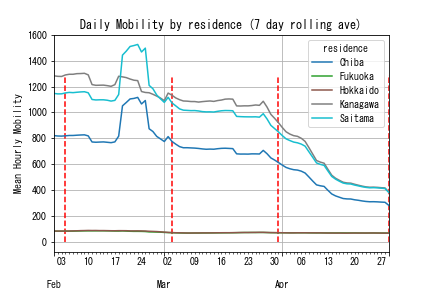 Daily Mobility by residence (7 day rolling ave)
1600
1400
1200
1000
800
600
400
200
0
Mean Hourly Mobility
residence
Chiba
Fukuoka
Hokkaido
Kanagawa
Saitama
03 10 17 24 02 09 16 23 30 06 13 20 27
Feb Mar Apr